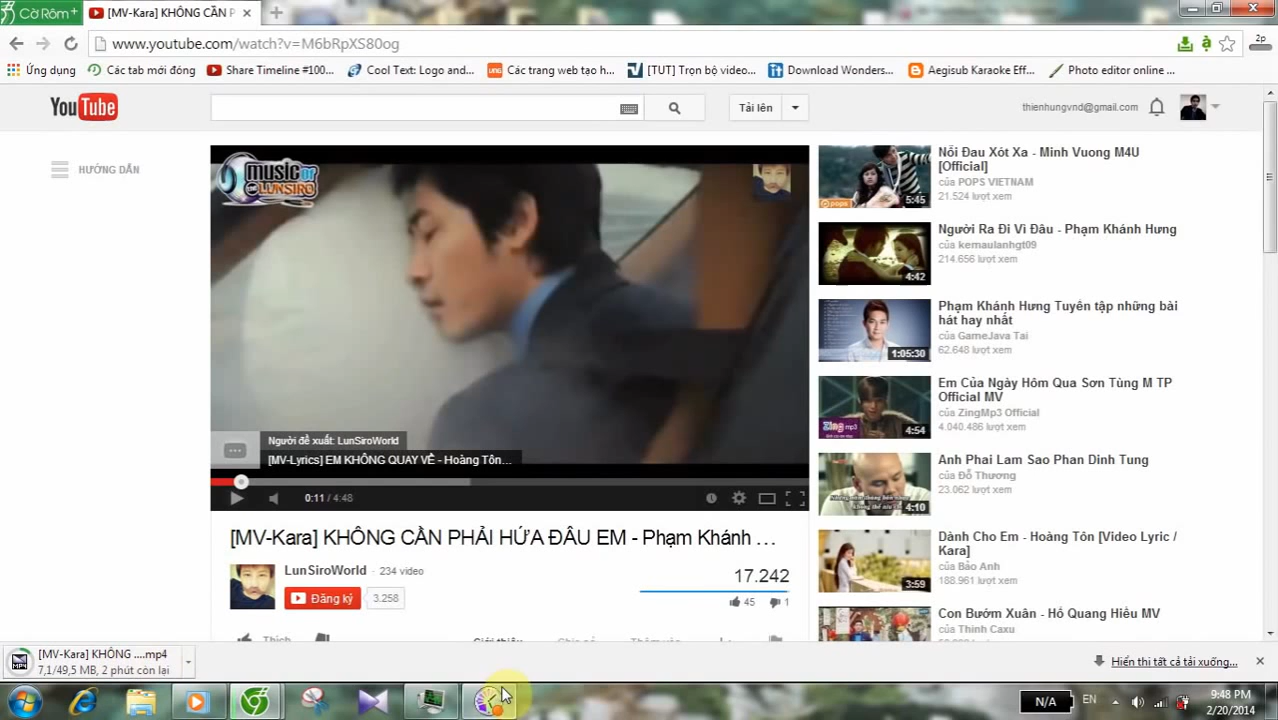 Cờ Rôm+
[MV-Kara] KHÔNG CẦN P
www.youtube.com/watch?v=M6bRpXS80og
2p
Ứng dụng
Các tab mới đóng
Share Timeline #100...
Cool Text: Logo and...
Các trang web tạo h...
[TUT] Trọn bộ video...
Download Wonders...
Aegisub Karaoke Eff...
Photo editor online ...
YouTube
Tải lên
thienhungvnd@gmail.com
HƯỚNG DẪN
music of
LUNSIRO
Người đề xuất: LunSiroWorld
[MV-Lyrics] EM KHÔNG QUAY VỀ - Hoàng Tôn...
0:11 / 4:48
[MV-Kara] KHÔNG CẦN PHẢI HỨA ĐÂU EM - Phạm Khánh ...
LunSiroWorld · 234 video
Đăng ký
3.258
17.242
45
1
Thích
Giới thiệu
Chia sẻ
Thêm vào
pops
5:45
Nỗi Đau Xót Xa - Minh Vuong M4U
[Official]
của POPS VIETNAM
21.524 lượt xem
4:42
Người Ra Đi Vì Đâu - Phạm Khánh Hưng
của kemaulanhgt09
214.656 lượt xem
1:05:30
Phạm Khánh Hưng Tuyển tập những bài
hát hay nhất
của GameJava Tai
62.648 lượt xem
Zing mp3
4:54
Em Của Ngày Hôm Qua Sơn Tùng M TP
Official MV
của ZingMp3 Official
4.040.486 lượt xem
4:10
Anh Phai Lam Sao Phan Dinh Tung
của Đỗ Thương
23.062 lượt xem
3:59
Dành Cho Em - Hoàng Tôn [Video Lyric /
Kara]
của Bảo Anh
188.961 lượt xem
Con Bướm Xuân - Hồ Quang Hiếu MV
của Thinh Caxu
[MV-Kara] KHÔNG ....mp4
7,1/49,5 MB, 2 phút còn lại
Hiển thị tất cả tải xuống...
N/A
EN
9:48 PM
2/20/2014